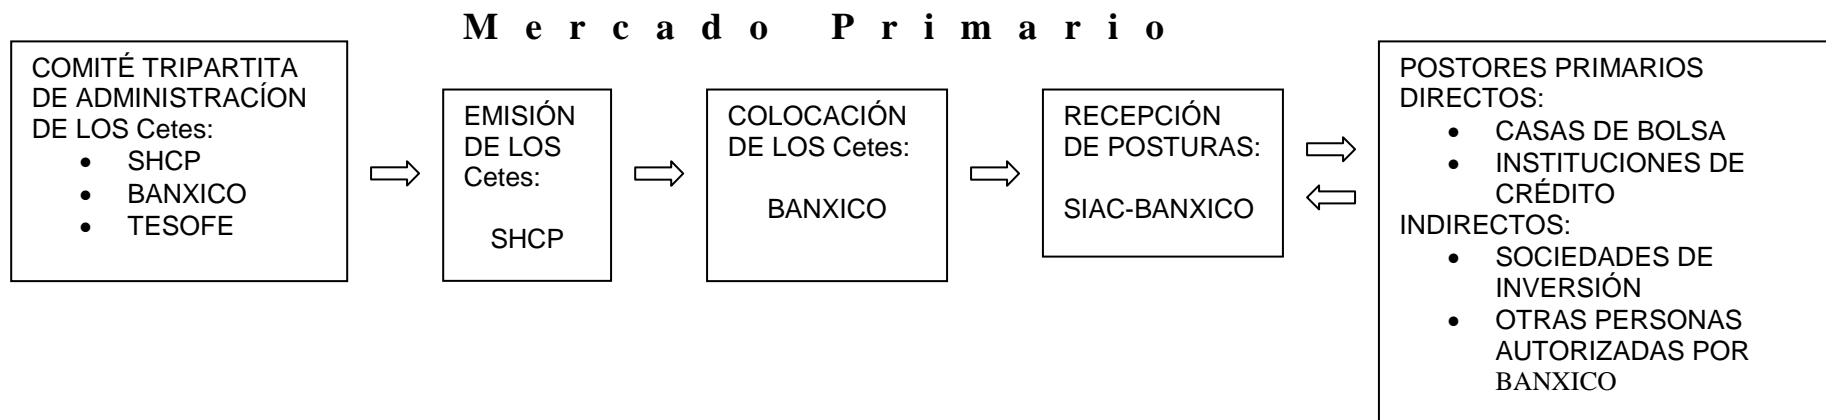 M e r c a d o P r i m a r i o
COMITÉ TRIPARTITA
DE ADMINISTRACÍON
DE LOS Cetes:
• SHCP
• BANXICO
• TESOFE
EMISIÓN
DE LOS
Cetes:
SHCP
COLOCACIÓN
DE LOS Cetes:
BANXICO
RECEPCIÓN
DE POSTURAS:
SIAC-BANXICO
POSTORES PRIMARIOS
DIRECTOS:
• CASAS DE BOLSA
• INSTITUCIONES DE
CRÉDITO
INDIRECTOS:
• SOCIEDADES DE
INVERSIÓN
• OTRAS PERSONAS
AUTORIZADAS POR
BANXICO